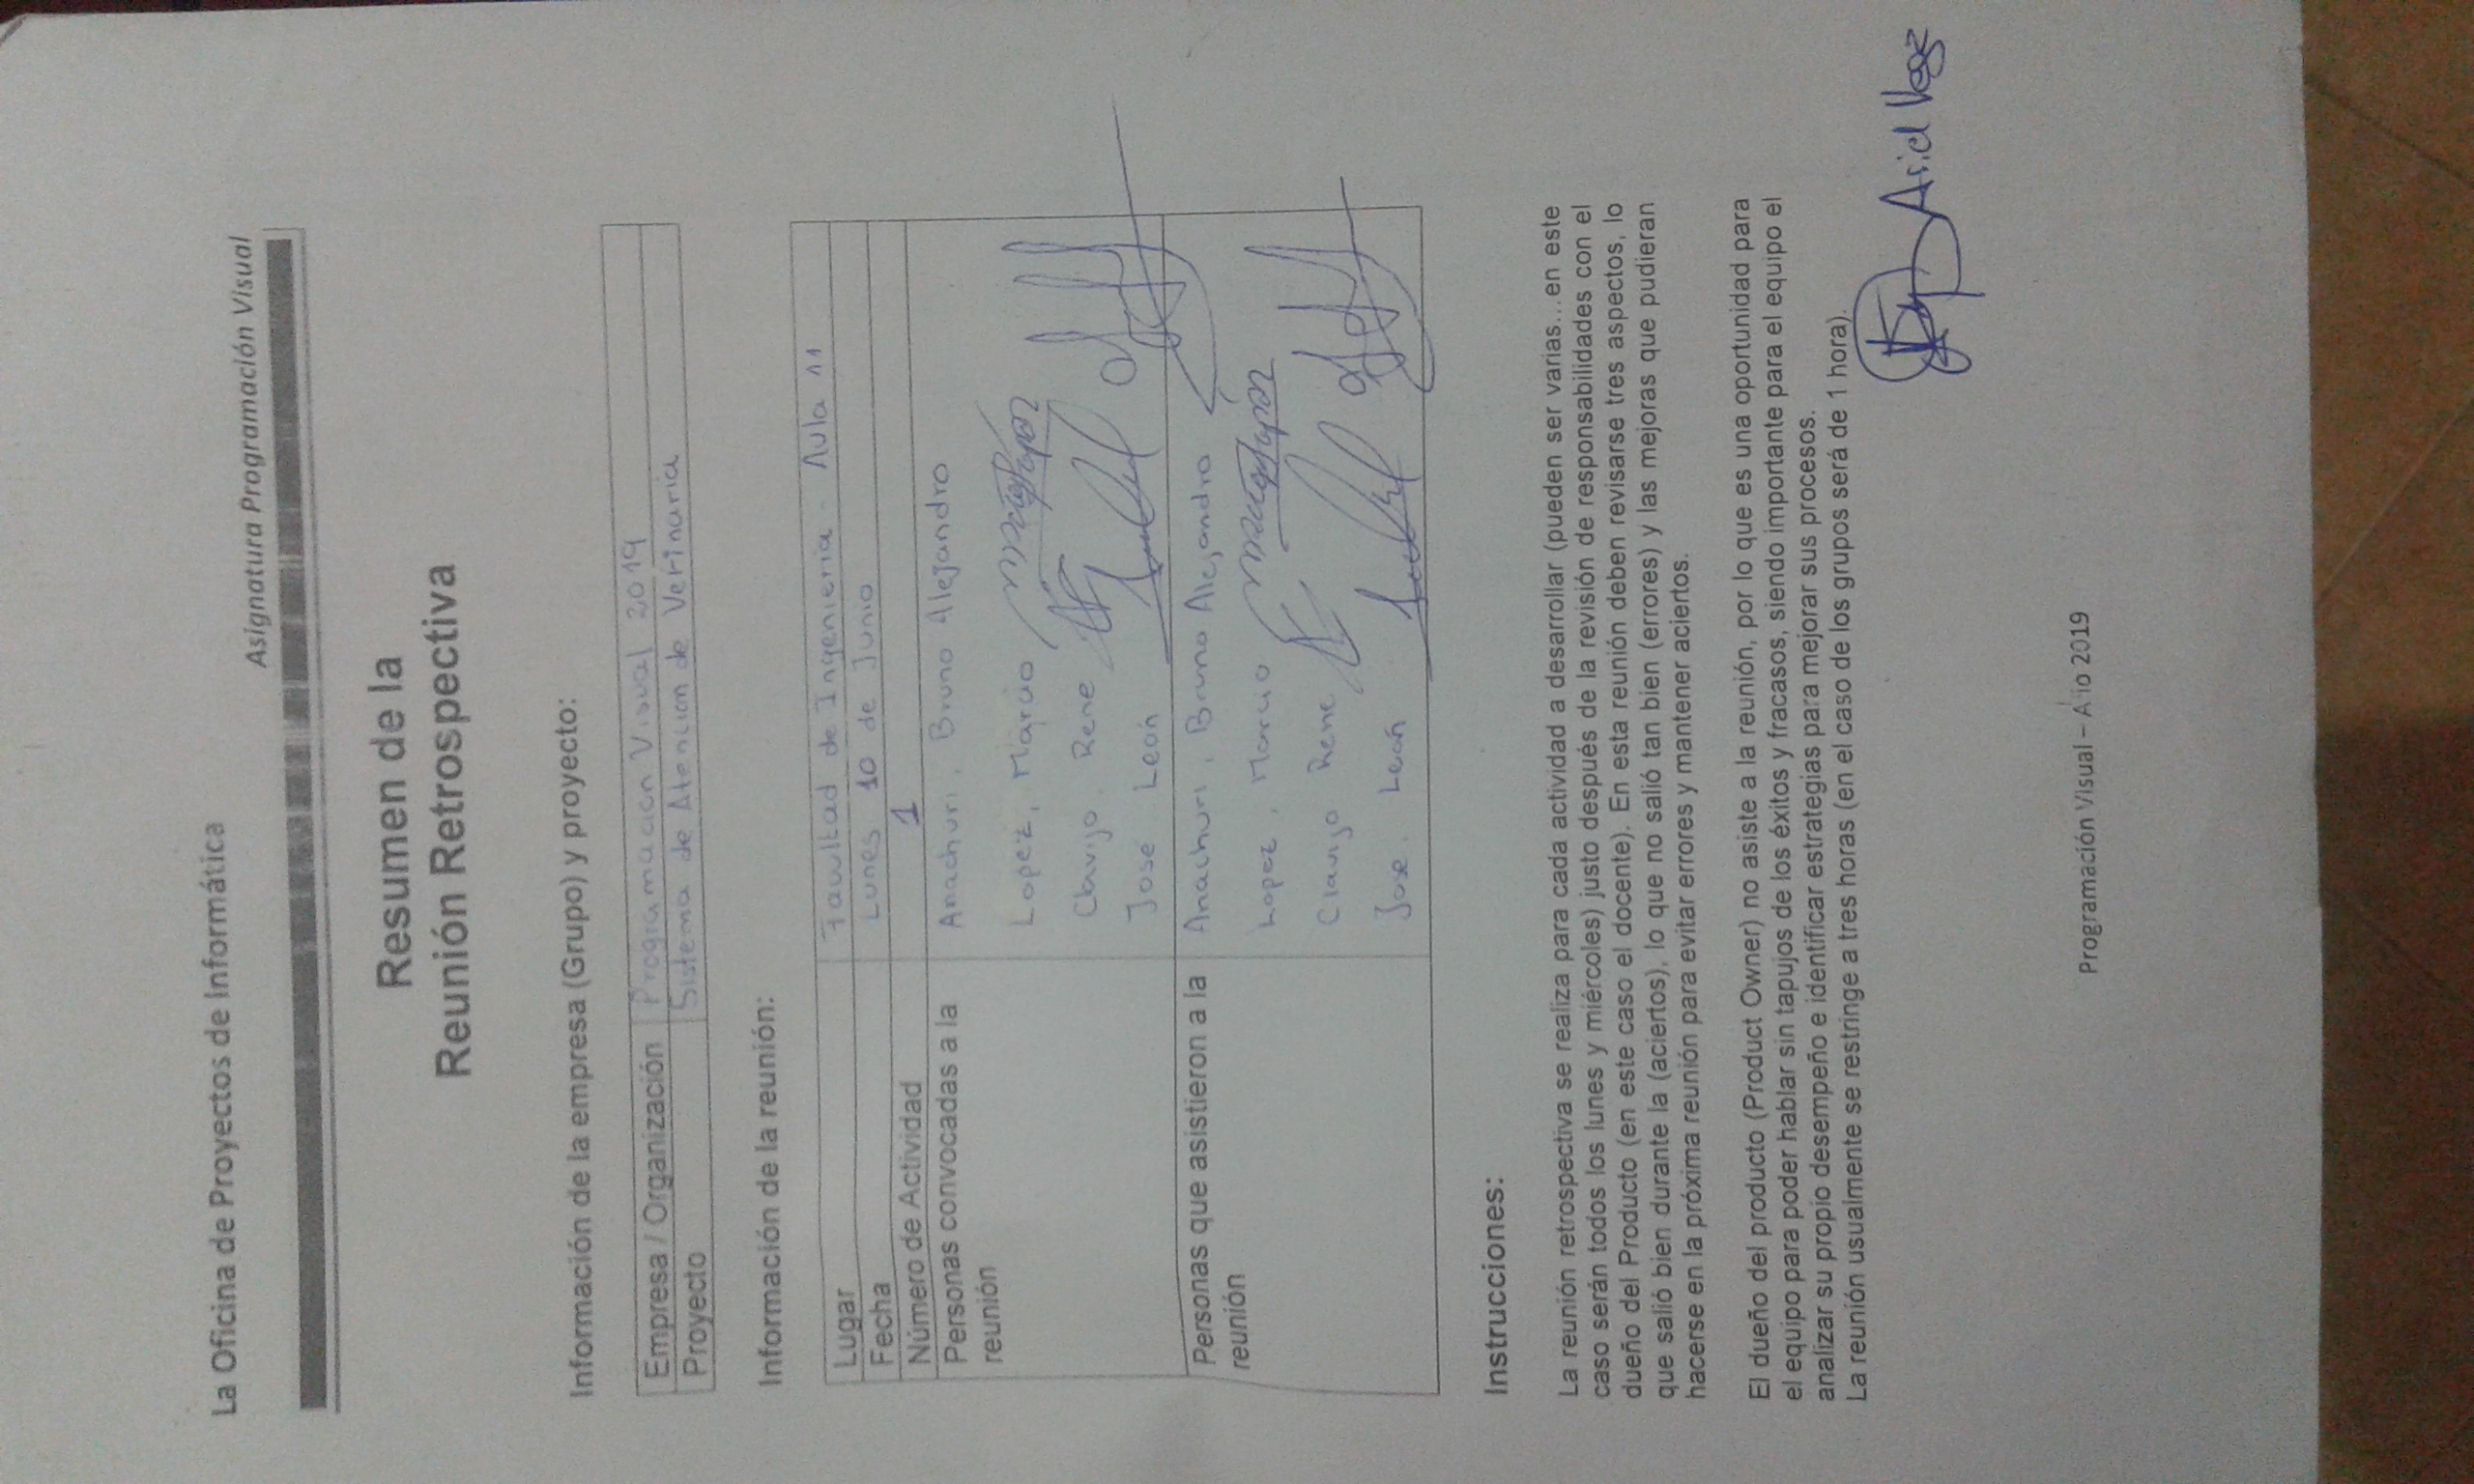 La Oficina de Proyectos de Informática
Asignatura Programación Visual
Resumen de la
Reunión Retrospectiva
Información de la empresa (Grupo) y proyecto:
Empresa / Organización Programacion Visual 2019
Proyecto Sistema de Atencion de Vetinaria
Información de la reunión:
Lugar Facultad de Ingenieria - Aula 11
Fecha Lunes 10 de Junio
Número de Actividad 1
Personas convocadas a la Anachuri, Bruno Alejandro
reunión
Lopez, Marcio
Clavijo, Rene
Jose León
Personas que asistieron a la Anachuri, Bruno Alejandro
reunión
Lopez, Marcio
Clavijo Rene
Jose León
Instrucciones:
La reunión retrospectiva se realiza para cada actividad a desarrollar (pueden ser varias...en este
caso serán todos los lunes y miércoles) justo después de la revisión de responsabilidades con el
dueño del Producto (en este caso el docente). En esta reunión deben revisarse tres aspectos, lo
que salió bien durante la (aciertos), lo que no salió tan bien (errores) y las mejoras que pudieran
hacerse en la próxima reunión para evitar errores y mantener aciertos.
El dueño del producto (Product Owner) no asiste a la reunión, por lo que es una oportunidad para
el equipo para poder hablar sin tapujos de los éxitos y fracasos, siendo importante para el equipo el
analizar su propio desempeño e identificar estrategias para mejorar sus procesos.
La reunión usualmente se restringe a tres horas (en el caso de los grupos será de 1 hora).
Ariel Vega
Programación Visual – Año 2019